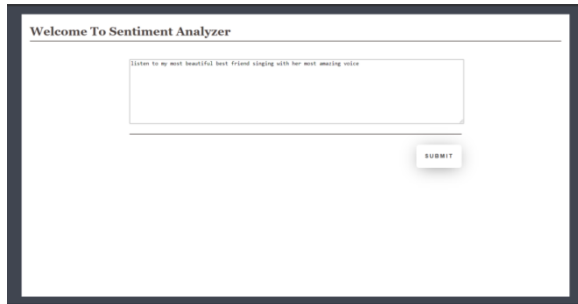 Welcome To Sentiment Analyzer
listen to my most beautiful best friend singing with her most amazing voice
SUBMIT